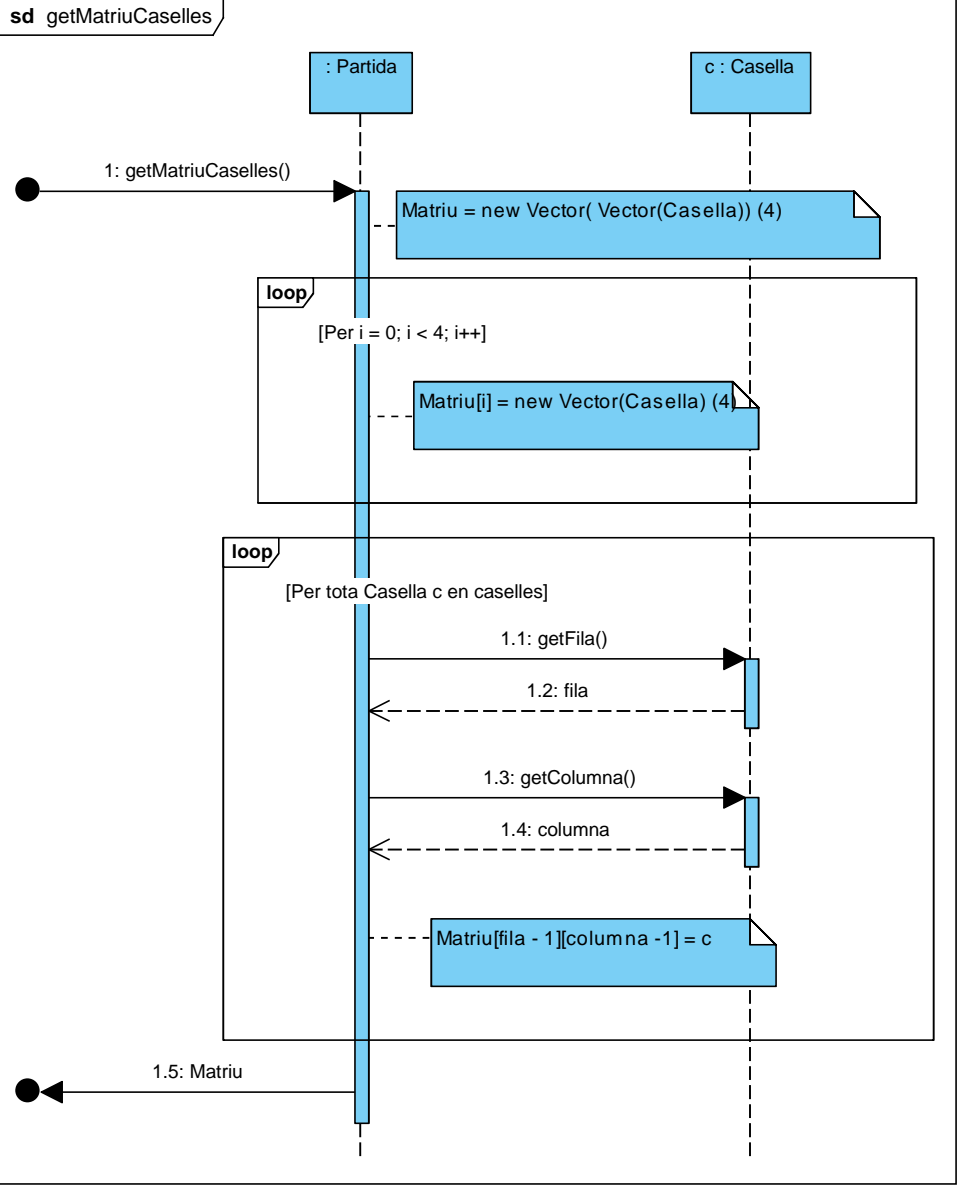 sd getMatriuCaselles
: Partida
c : Casella
1: getMatriuCaselles()
Matriu = new Vector( Vector(Casella)) (4)
loop
[Per i = 0; i < 4; i++]
Matriu[i] = new Vector(Casella) (4)
loop
[Per tota Casella c en caselles]
1.1: getFila()
1.2: fila
1.3: getColumna()
1.4: columna
Matriu[fila - 1][columna -1] = c
1.5: Matriu